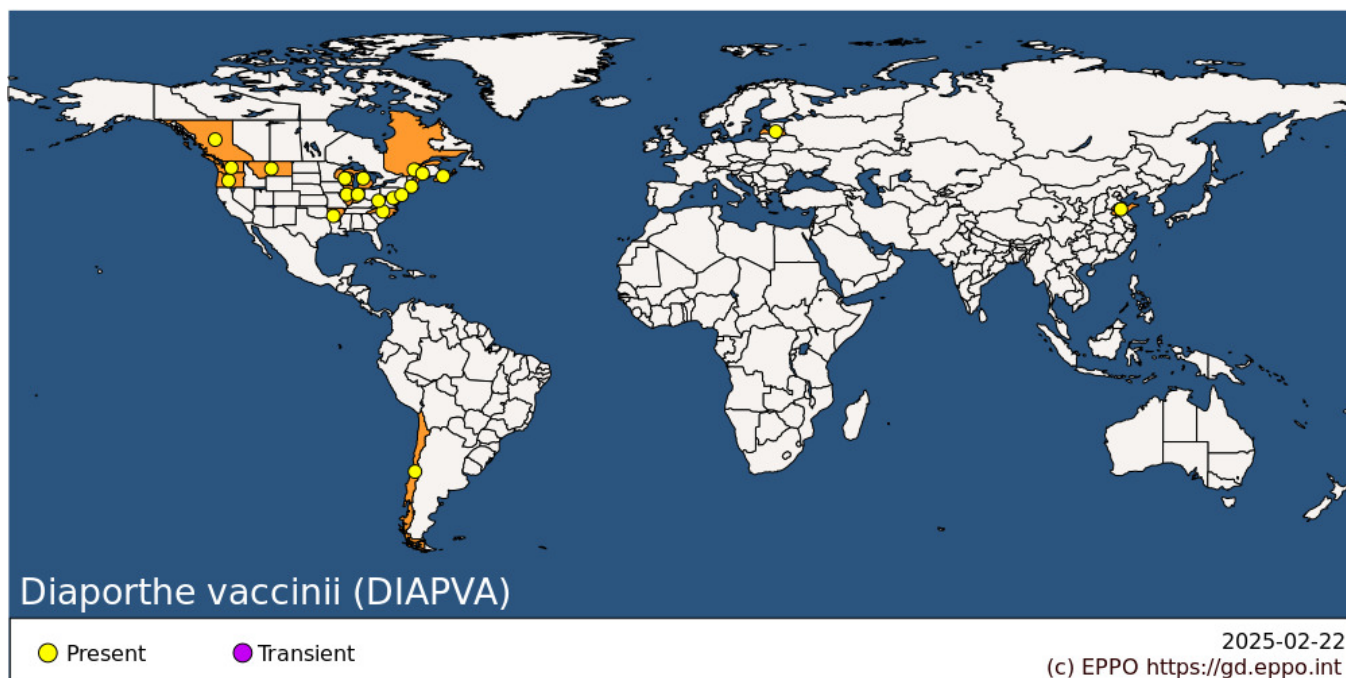 Diaporthe vaccinii (DIAPVA)
Present
Transient
2025-02-22
(c) EPPO https://gd.eppo.int